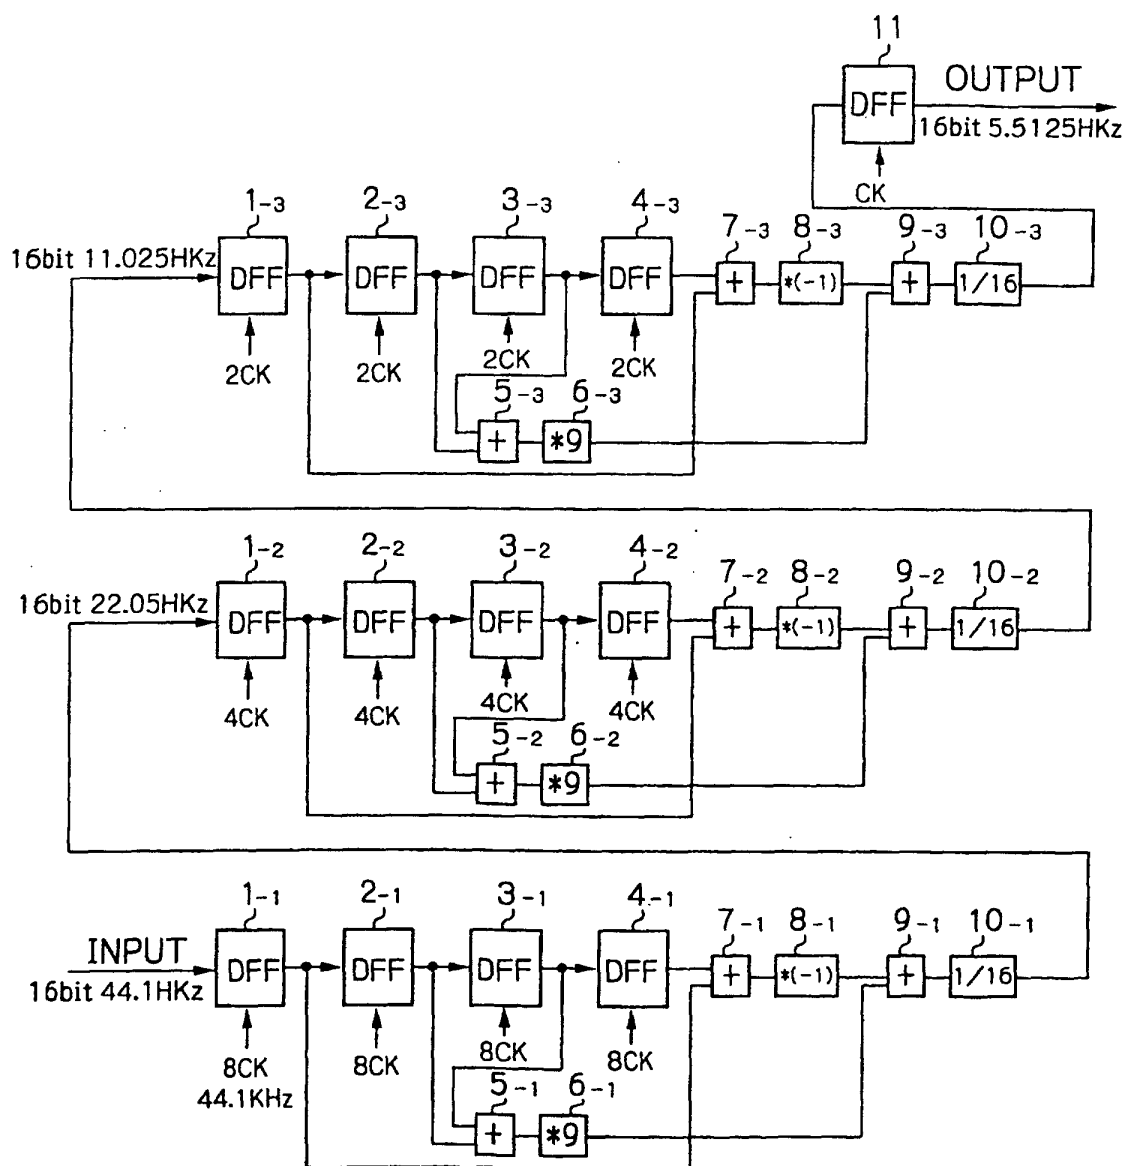 11
DFF
OUTPUT
16bit 5.5125HKz
CK
1-3 2-3 3-3 4-3 7-3 8-3 9-3 10-3
16bit 11.025HKz
DFF DFF DFF DFF + *(-1) + 1/16
2CK 2CK 2CK 2CK
5-3 6-3
+ *9
1-2 2-2 3-2 4-2 7-2 8-2 9-2 10-2
16bit 22.05HKz
DFF DFF DFF DFF + *(-1) + 1/16
4CK 4CK 4CK 4CK
5-2 6-2
+ *9
1-1 2-1 3-1 4-1 7-1 8-1 9-1 10-1
INPUT
16bit 44.1HKz
DFF DFF DFF DFF + *(-1) + 1/16
8CK 8CK 8CK 8CK
44.1KHz
5-1 6-1
+ *9